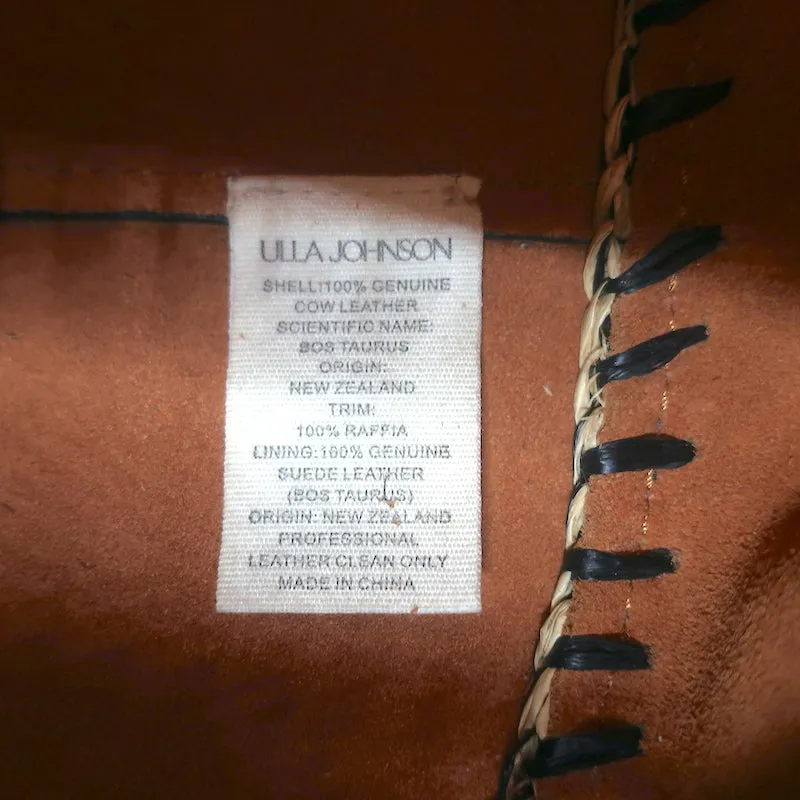 ULLA JOHNSON
SHELL:100% GENUINE
COW LEATHER
SCIENTIFIC NAME:
BOS TAURUS
ORIGIN:
NEW ZEALAND
TRIM:
100% RAFFIA
LINING:100% GENUINE
SUEDE LEATHER
(BOS TAURUS)
ORIGIN: NEW ZEALAND
PROFESSIONAL
LEATHER CLEAN ONLY
MADE IN CHINA